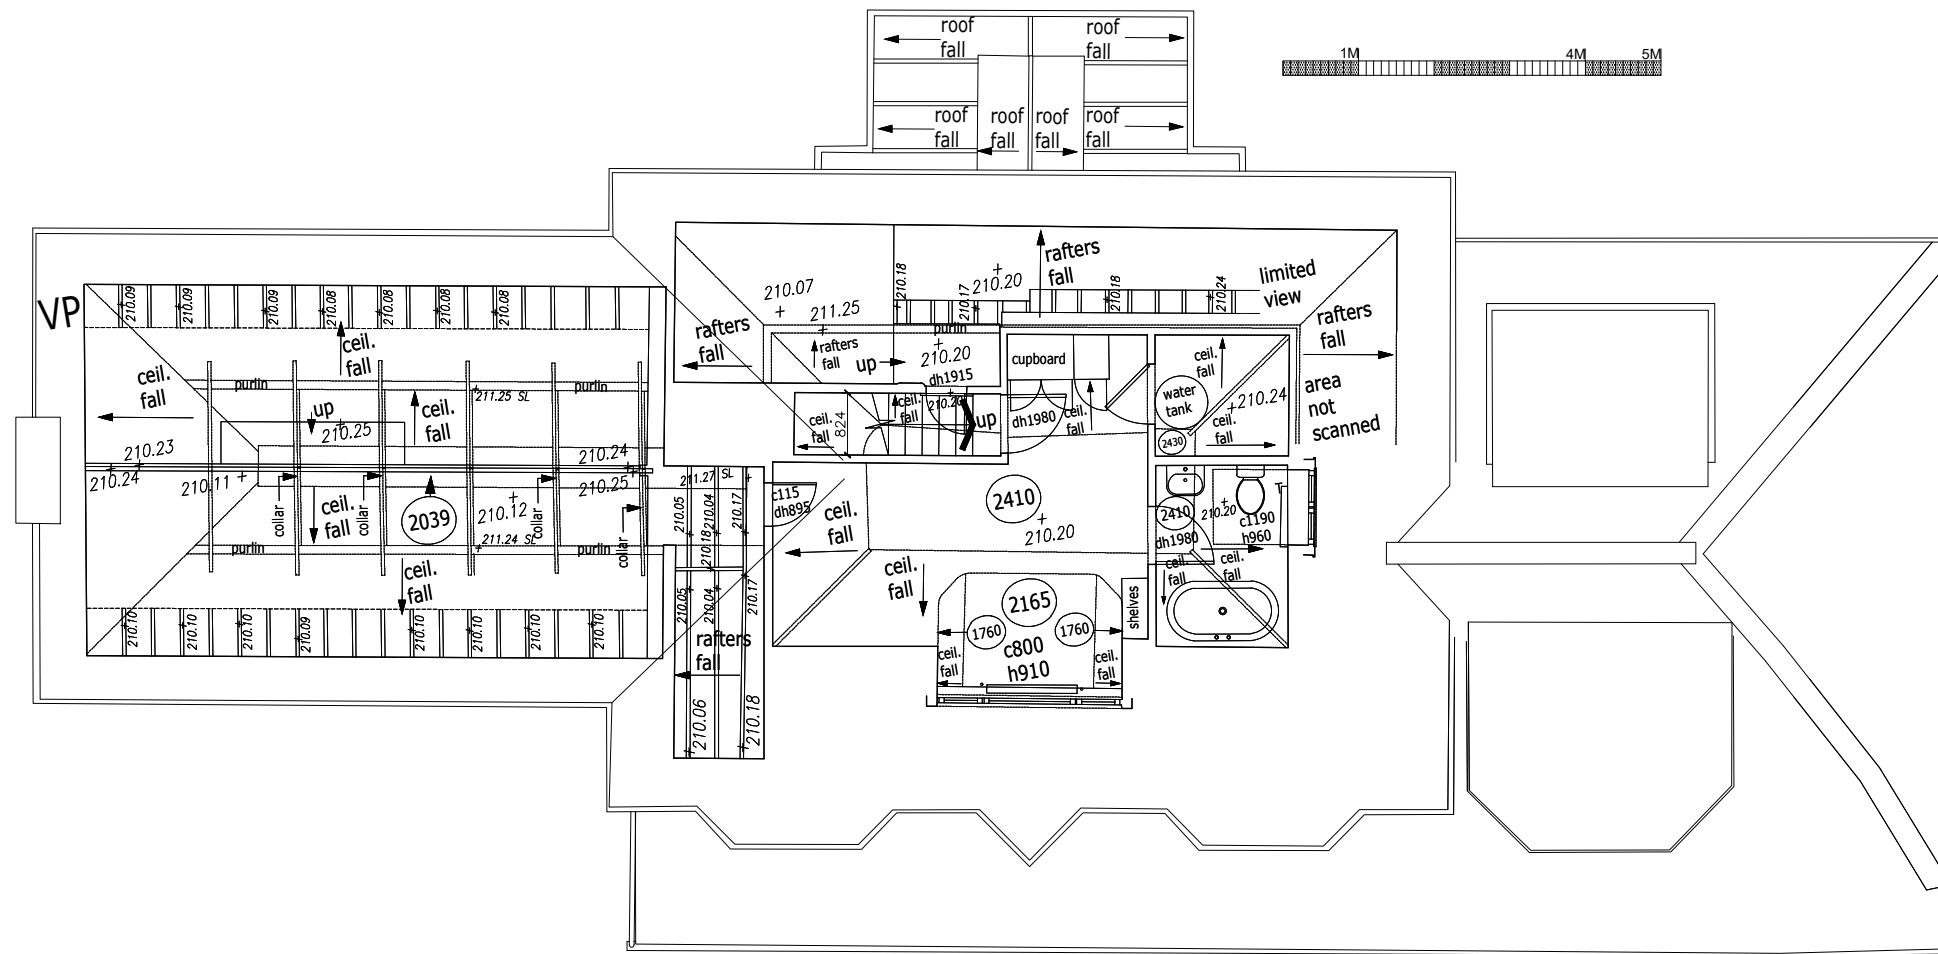 roof
fall
roof
fall
1M
4M
5M
roof
fall
roof
fall
roof
fall
roof
fall
VP
210.09
210.09
210.09
210.08
210.08
210.08
210.08
ceil.
fall
ceil.
fall
purlin
purlin
211.25 SL
ceil.
fall
up
210.25
210.23
210.24
210.11
210.24
210.25
2039
210.12
211.24 SL
ceil.
fall
collar
collar
collar
collar
purlin
purlin
ceil.
fall
210.10
210.10
210.10
210.09
210.10
210.10
210.10
210.10
210.07
211.25
210.18
210.17
210.20
rafters
fall
210.18
210.24
limited
view
rafters
fall
rafters
fall
rafters
fall
up
purlin
210.20
dh1915
cupboard
ceil.
fall
water
tank
2430
210.24
ceil.
fall
area
not
scanned
ceil.
fall
824
ceil.
fall
210.20
up
dh1980
ceil.
fall
211.27 SL
210.05
210.04
210.17
210.18
c115
dh895
ceil.
fall
2410
210.20
2410
dh1980
210.20
c1190
h960
ceil.
fall
ceil.
fall
ceil.
fall
210.05
210.04
210.17
rafters
fall
210.06
210.18
2165
1760
1760
c800
h910
ceil.
fall
ceil.
fall
shelves